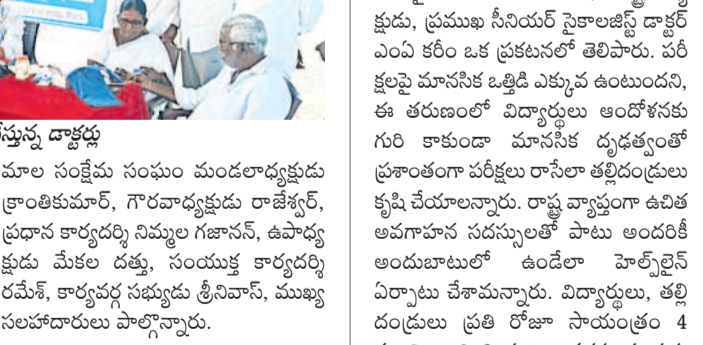 స్తున్న డాక్టర్లు
మాల సంక్షేమ సంఘం మండలాధ్యక్షుడు
క్రాంతికుమార్, గౌరవాధ్యక్షుడు రాజేశ్వర్,
ప్రధాన కార్యదర్శి నిమ్మల గజానన్, ఉపాధ్య
క్షుడు మేకల దత్తు, సంయుక్త కార్యదర్శి
రమేశ్, కార్యవర్గ సభ్యుడు శ్రీనివాస్, ముఖ్య
సలహాదారులు పాల్గొన్నారు.
క్షుడు, ప్రముఖ సీనియర్ సైకాలజిస్ట్ డాక్టర్
ఎంఏ కరీం ఒక ప్రకటనలో తెలిపారు. పరీ
క్షలపై మానసిక ఒత్తిడి ఎక్కువ ఉంటుందని,
ఈ తరుణంలో విద్యార్థులు ఆందోళనకు
గురి కాకుండా మానసిక దృఢత్వంతో
ప్రశాంతంగా పరీక్షలు రాసేలా తల్లిదండ్రులు
కృషి చేయాలన్నారు. రాష్ట్ర వ్యాప్తంగా ఉచిత
అవగాహన సదస్సులతో పాటు అందరికీ
అందుబాటులో ఉండేలా హెల్ప్‌లైన్
ఏర్పాటు చేశామన్నారు. విద్యార్థులు, తల్లి
దండ్రులు ప్రతి రోజూ సాయంత్రం 4